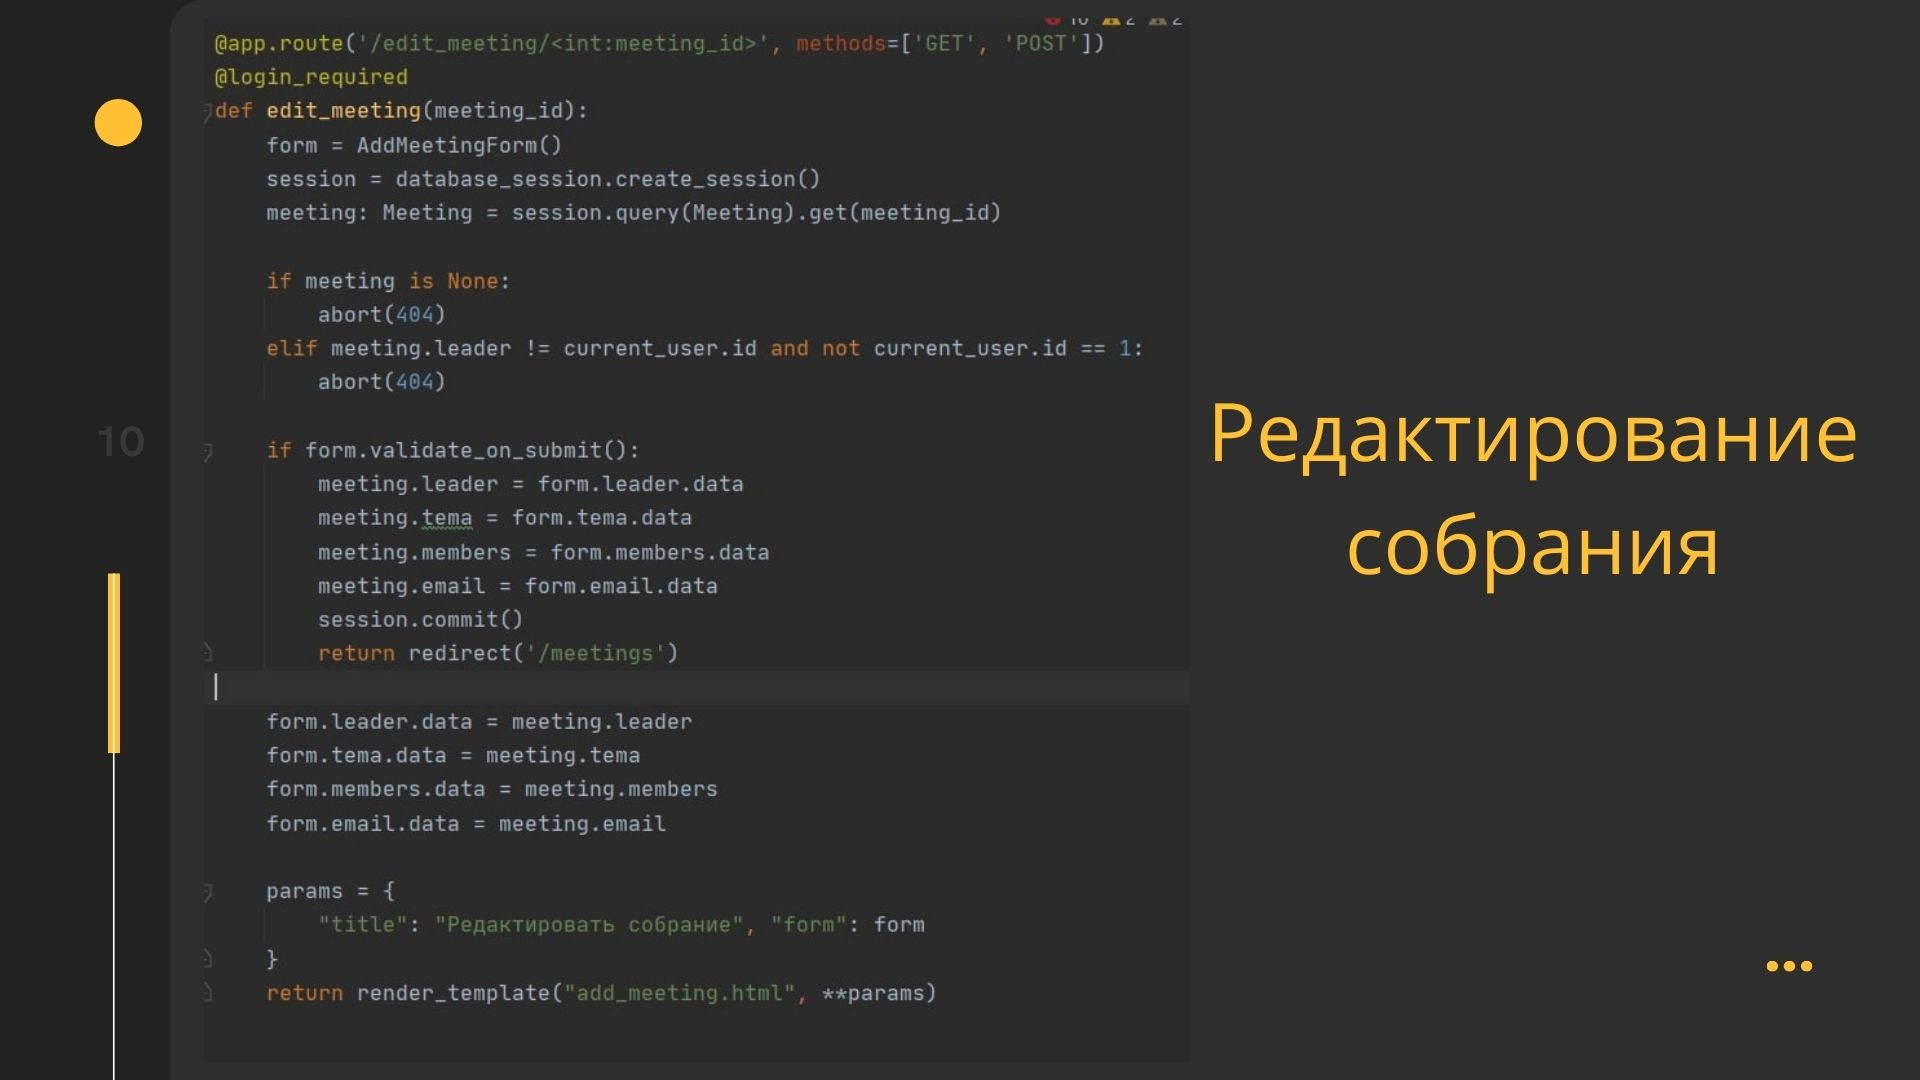 10 2 2
@app.route('/edit_meeting/<int:meeting_id>', methods=['GET', 'POST'])
@login_required
def edit_meeting(meeting_id):
    form = AddMeetingForm()
    session = database_session.create_session()
    meeting: Meeting = session.query(Meeting).get(meeting_id)

    if meeting is None:
        abort(404)
    elif meeting.leader != current_user.id and not current_user.id == 1:
        abort(404)

    if form.validate_on_submit():
        meeting.leader = form.leader.data
        meeting.tema = form.tema.data
        meeting.members = form.members.data
        meeting.email = form.email.data
        session.commit()
        return redirect('/meetings')

    form.leader.data = meeting.leader
    form.tema.data = meeting.tema
    form.members.data = meeting.members
    form.email.data = meeting.email

    params = {
        "title": "Редактировать собрание", "form": form
    }
    return render_template("add_meeting.html", **params)
10
Редактирование
собрания